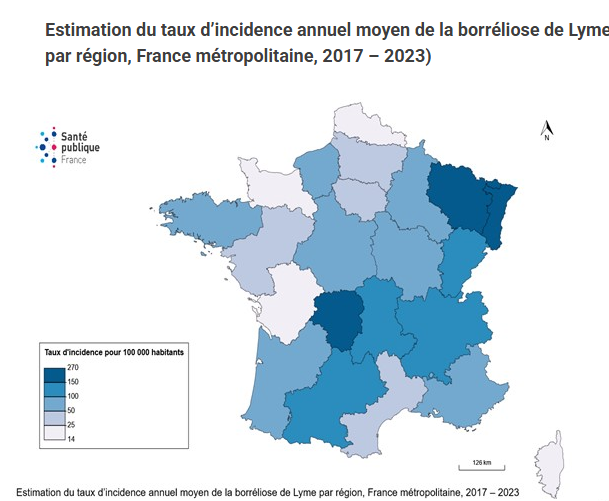 Estimation du taux d’incidence annuel moyen de la borréliose de Lyme
par région, France métropolitaine, 2017 – 2023)
Santé
publique
France
N
Taux d'incidence pour 100 000 habitants
270
150
100
50
25
14
126 km
Estimation du taux d'incidence annuel moyen de la borréliose de Lyme par région, France métropolitaine, 2017 – 2023